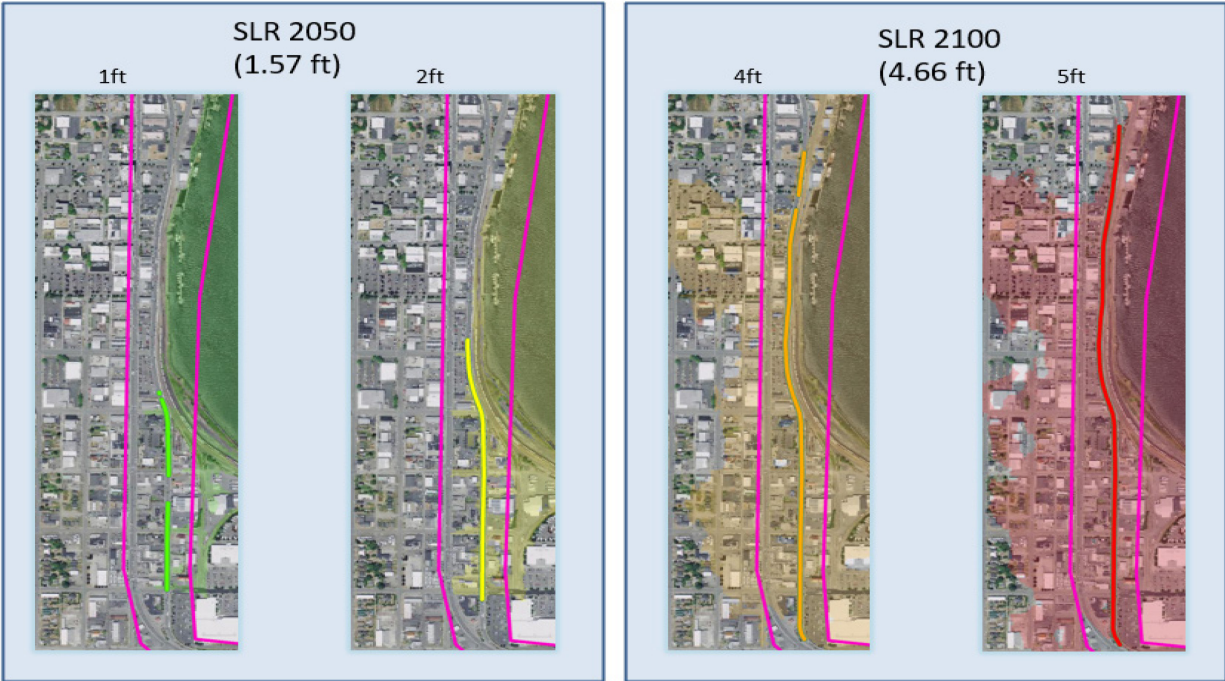 SLR 2050
(1.57 ft)
1ft
2ft
SLR 2100
(4.66 ft)
4ft
5ft